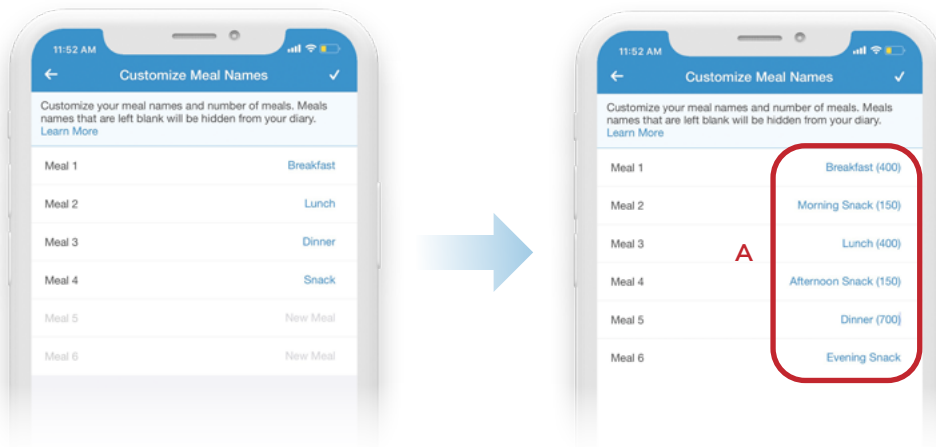 11:52 AM
Customize Meal Names
Customize your meal names and number of meals. Meals
names that are left blank will be hidden from your diary.
Learn More
Meal 1 Breakfast
Meal 2 Lunch
Meal 3 Dinner
Meal 4 Snack
Meal 5 New Meal
Meal 6 New Meal
11:52 AM
Customize Meal Names
Customize your meal names and number of meals. Meals
names that are left blank will be hidden from your diary.
Learn More
Meal 1 Breakfast (400)
Meal 2 Morning Snack (150)
Meal 3 Lunch (400)
A
Meal 4 Afternoon Snack (150)
Meal 5 Dinner (700)
Meal 6 Evening Snack